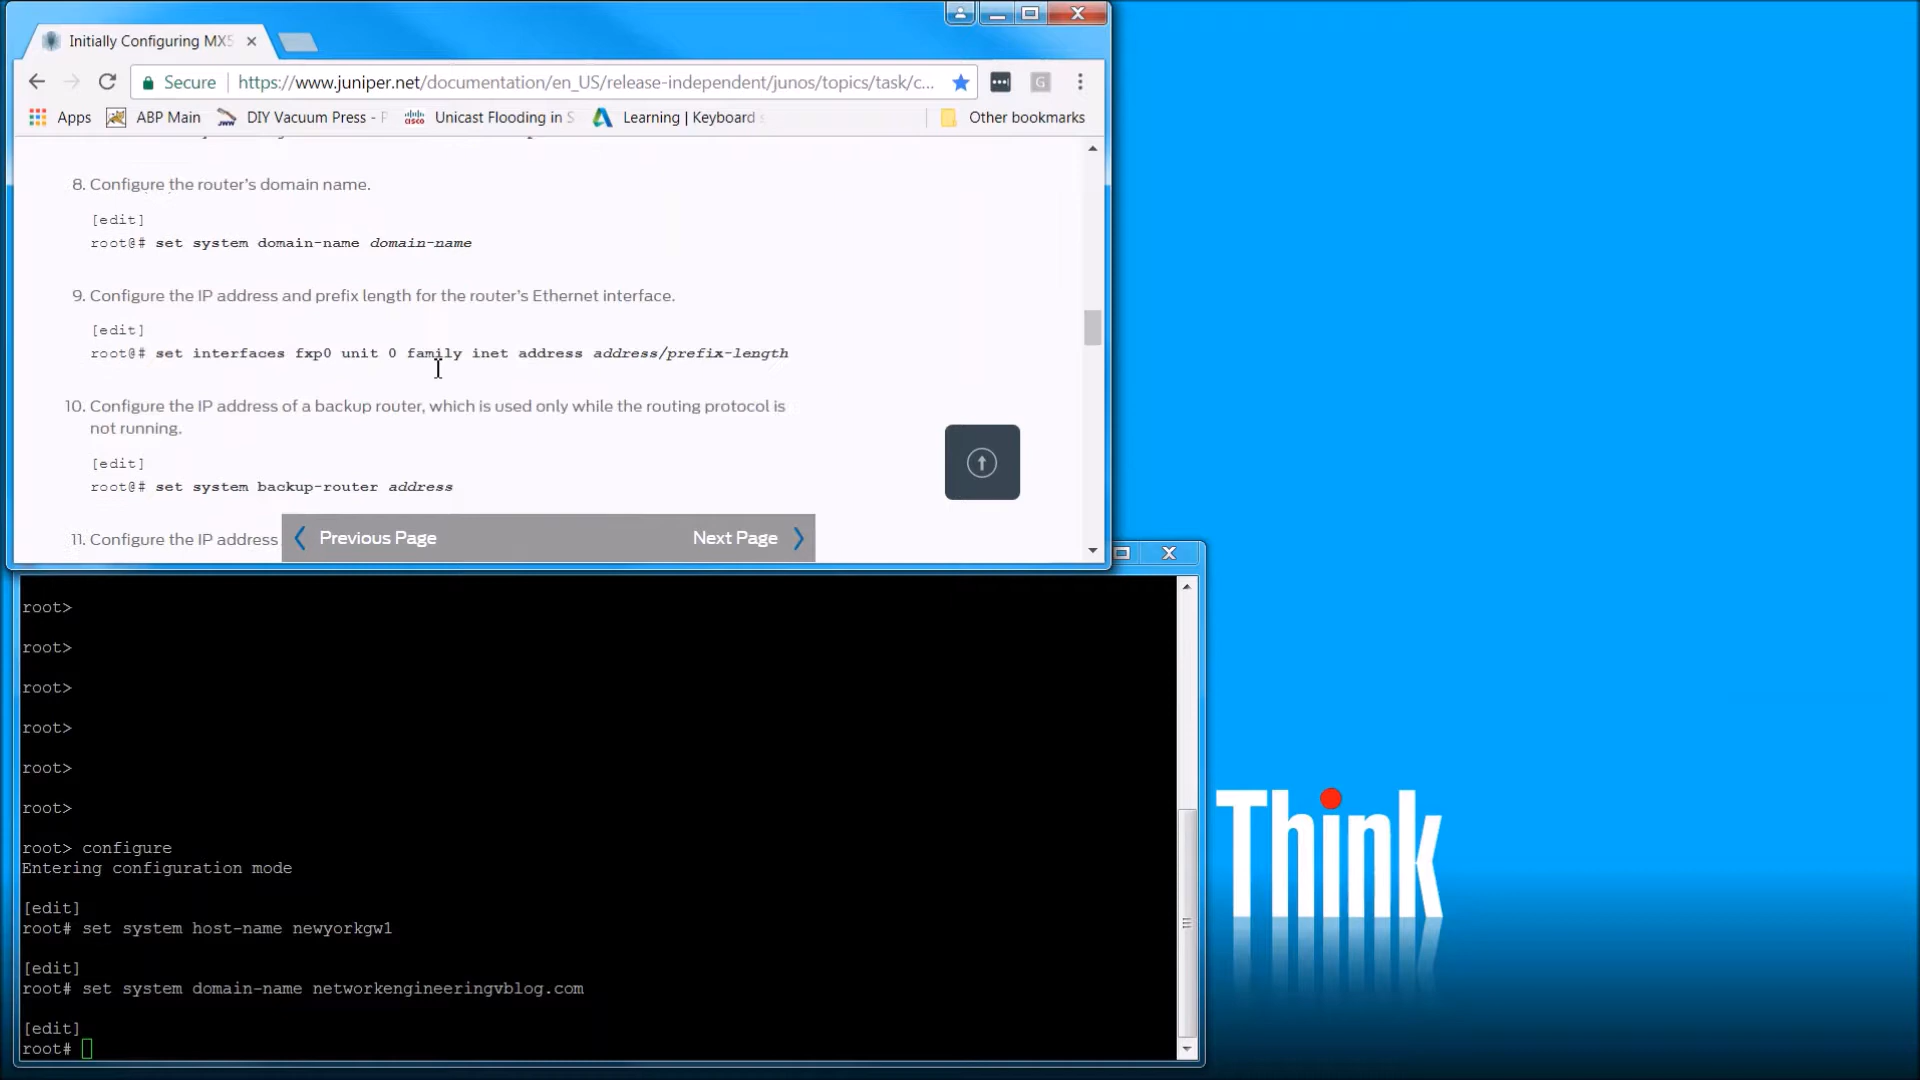 Initially Configuring MX5
Secure https://www.juniper.net/documentation/en_US/release-independent/junos/topics/task/c...
G
Apps ABP Main DIY Vacuum Press - F Unicast Flooding in S Learning | Keyboard Other bookmarks
8. Configure the router's domain name.
[edit]
root@# set system domain-name domain-name
9. Configure the IP address and prefix length for the router's Ethernet interface.
[edit]
root@# set interfaces fxp0 unit 0 family inet address address/prefix-length
10. Configure the IP address of a backup router, which is used only while the routing protocol is
not running.
[edit]
root@# set system backup-router address
11. Configure the IP address
Previous Page Next Page
root>
root>
root>
root>
root>
root>
root> configure
Entering configuration mode
[edit]
root# set system host-name newyorkgw1
[edit]
root# set system domain-name networkengineeringvblog.com
[edit]
root#
Think